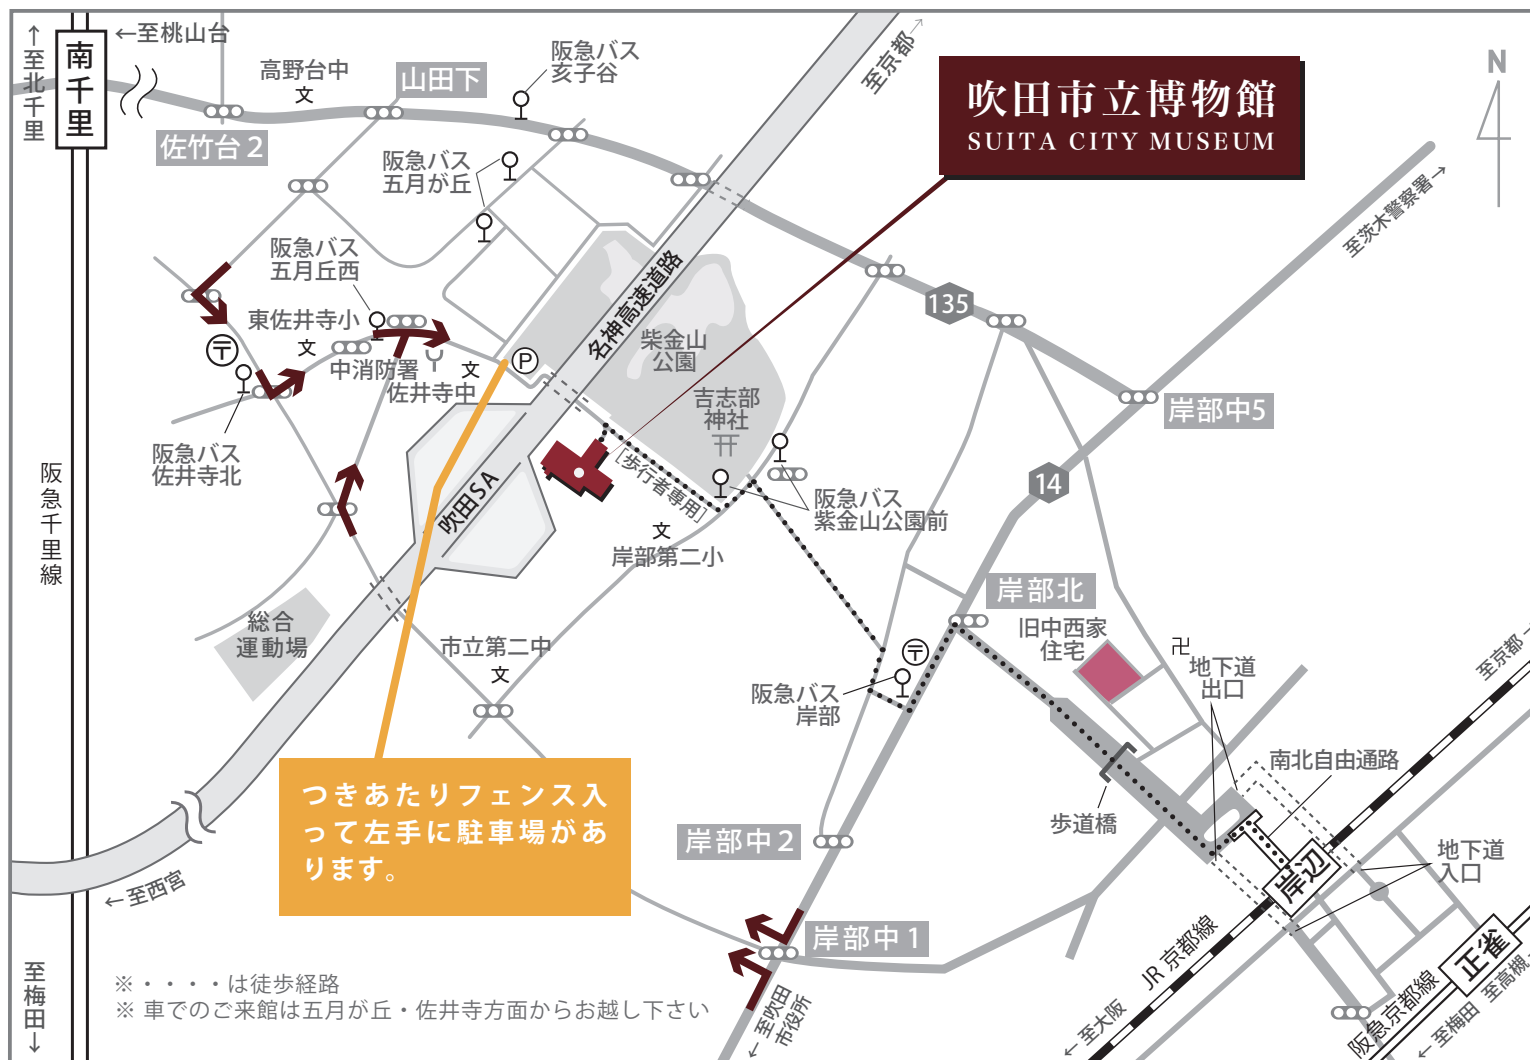 ↑至北千里
南千里
←至桃山台
高野台中
文
山田下
阪急バス
亥子谷
佐竹台2
至京都→
吹田市立博物館
SUITA CITY MUSEUM
N
阪急バス
五月が丘
至茨木警察署→
阪急バス
五月丘西
東佐井寺小
文
〒
中消防署
佐井寺中
文
P
名神高速道路
柴金山
公園
135
吉志部
神社
岸部中5
阪急バス
佐井寺北
阪急千里線
吹田SA
[歩行者専用]
14
阪急バス
紫金山公園前
文
岸部第二小
岸部北
総合
運動場
市立第二中
文
旧中西家
住宅
卍
地下道
出口
至京都→
〒
阪急バス
岸部
南北自由通路
歩道橋
つきあたりフェンス入
って左手に駐車場があ
ります。
岸部中2
地下道
入口
岸辺
←至西宮
岸部中1
正雀
JR京都線
阪急京都線
至高槻→
←至梅田
←至大阪
←至吹田
市役所
至梅田↓
※・・・・は徒歩経路
※ 車でのご来館は五月が丘・佐井寺方面からお越し下さい